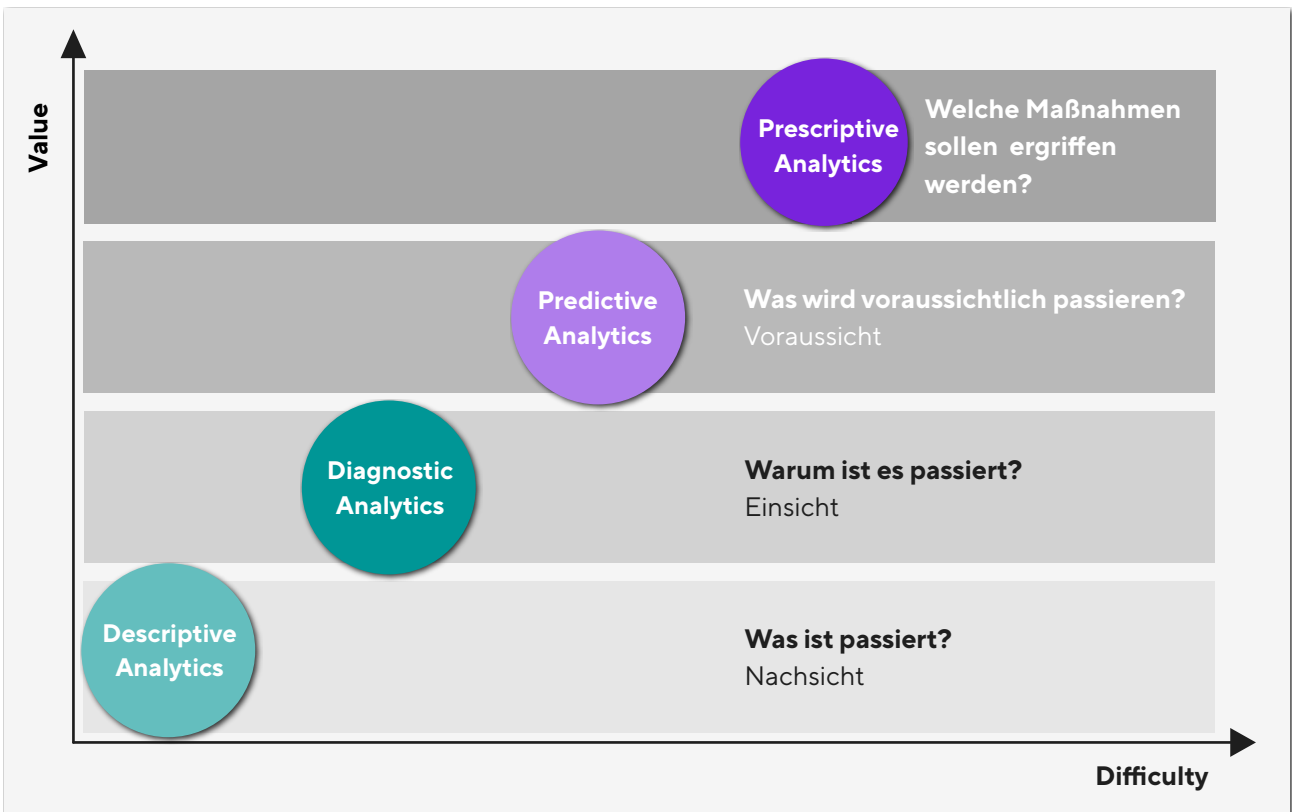 Value
Prescriptive
Analytics
Welche Maßnahmen
sollen ergriffen
werden?
Predictive
Analytics
Was wird voraussichtlich passieren?
Voraussicht
Diagnostic
Analytics
Warum ist es passiert?
Einsicht
Descriptive
Analytics
Was ist passiert?
Nachsicht
Difficulty